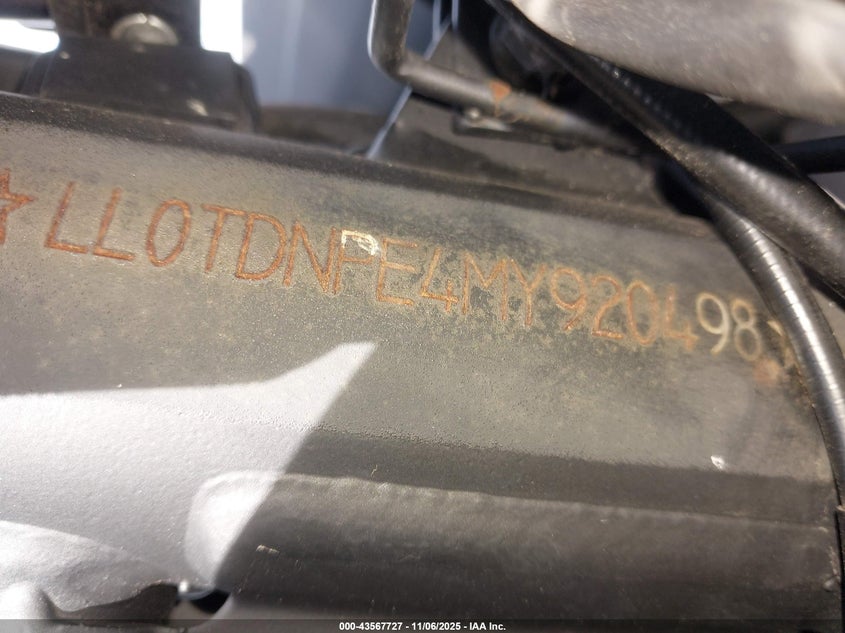 ★LL0TDNPE4MY920498★
000-43567727 - 11/06/2025 - IAA Inc.